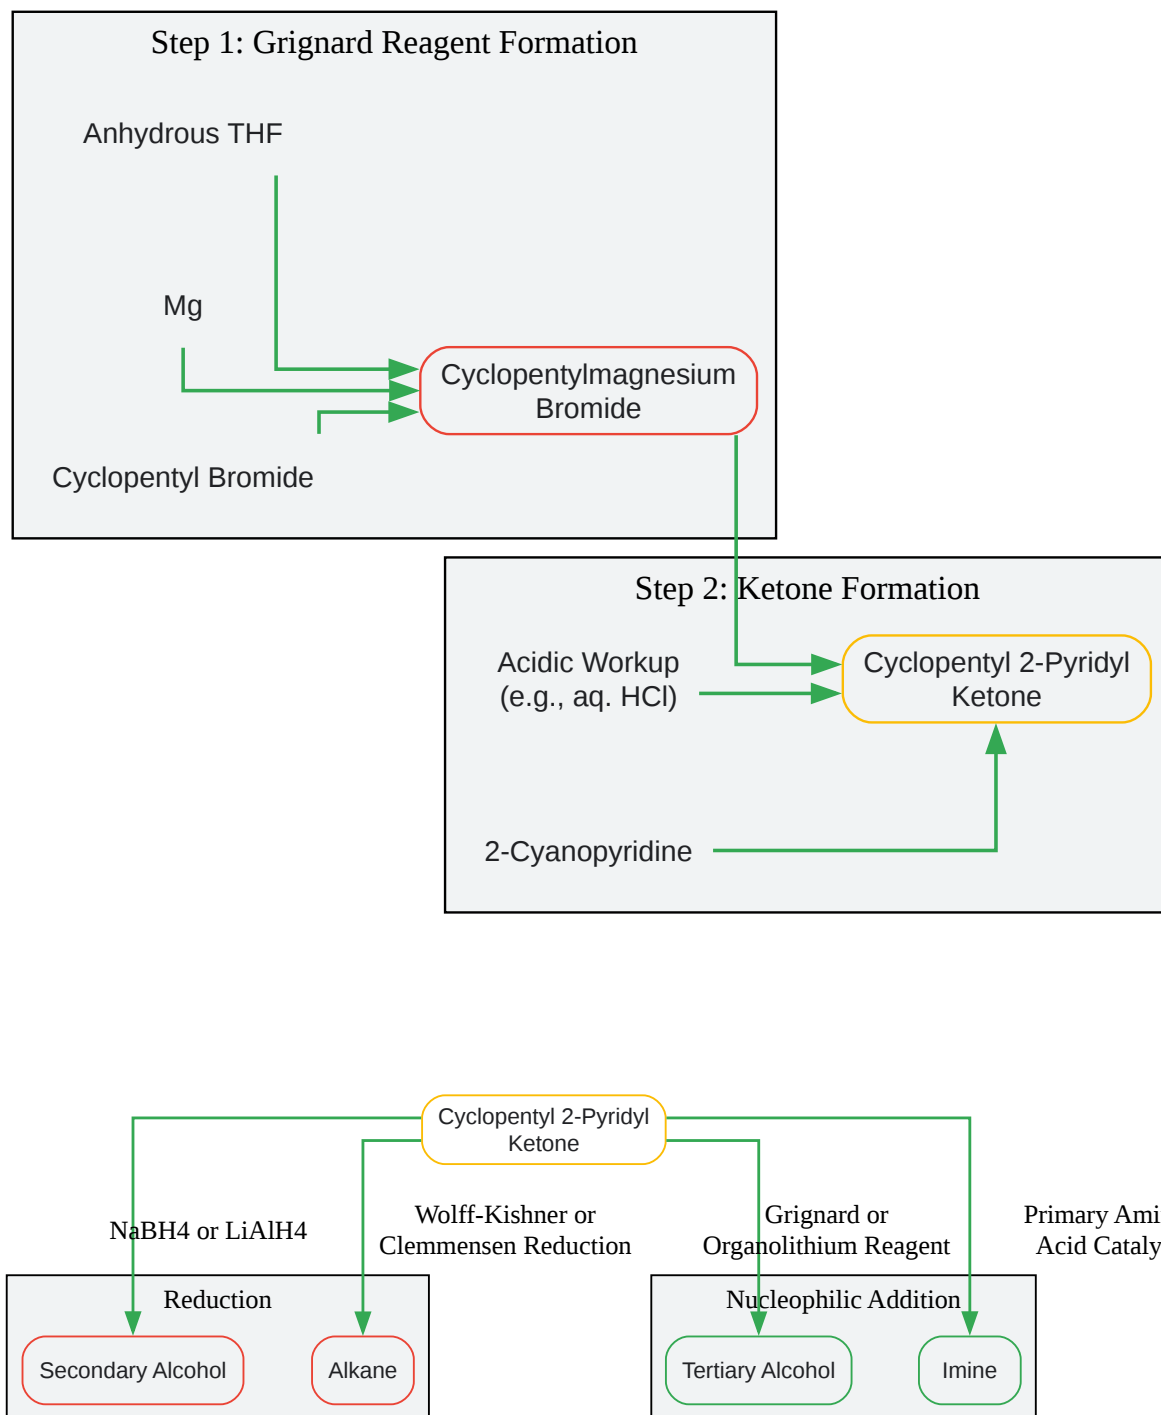 Step 1: Grignard Reagent Formation
Anhydrous THF
Mg
Cyclopentylmagnesium
Bromide
Cyclopentyl Bromide
Step 2: Ketone Formation
Acidic Workup
(e.g., aq. HCl)
Cyclopentyl 2-Pyridyl
Ketone
2-Cyanopyridine
Cyclopentyl 2-Pyridyl
Ketone
NaBH4 or LiAlH4
Wolff-Kishner or
Clemmensen Reduction
Grignard or
Organolithium Reagent
Primary Ami
Acid Cataly
Reduction
Nucleophilic Addition
Secondary Alcohol
Alkane
Tertiary Alcohol
Imine